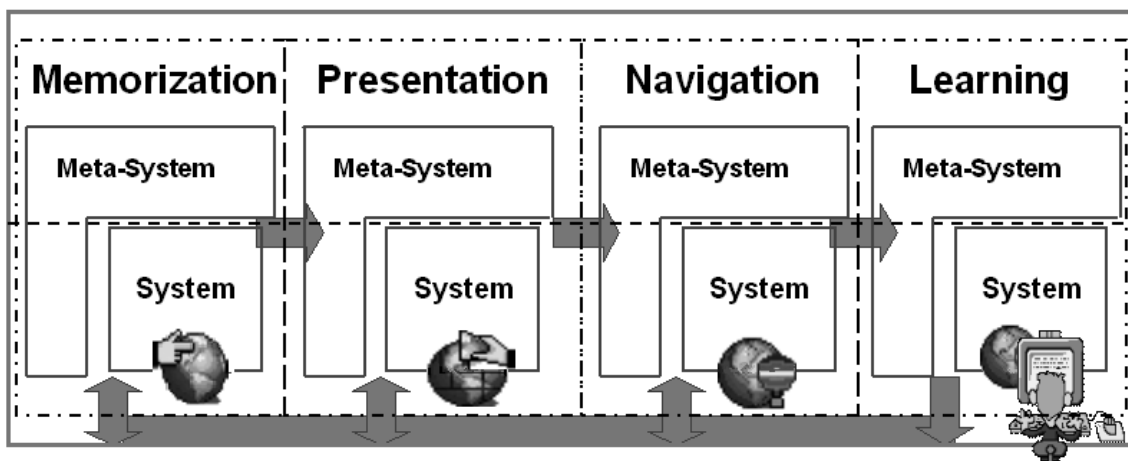 Memorization
Presentation
Navigation
Learning
Meta-System
Meta-System
Meta-System
Meta-System
System
System
System
System